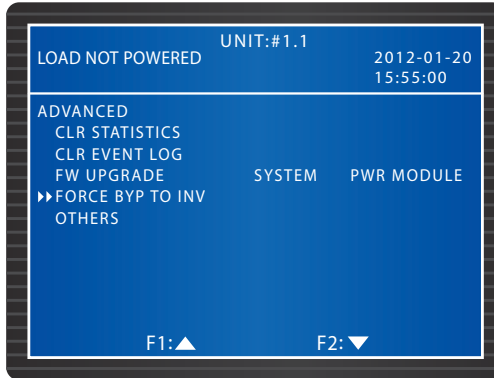 UNIT:#1.1
LOAD NOT POWERED 2012-01-20
15:55:00
ADVANCED
CLR STATISTICS
CLR EVENT LOG
FW UPGRADE SYSTEM PWR MODULE
FORCE BYP TO INV
OTHERS
F1: F2: